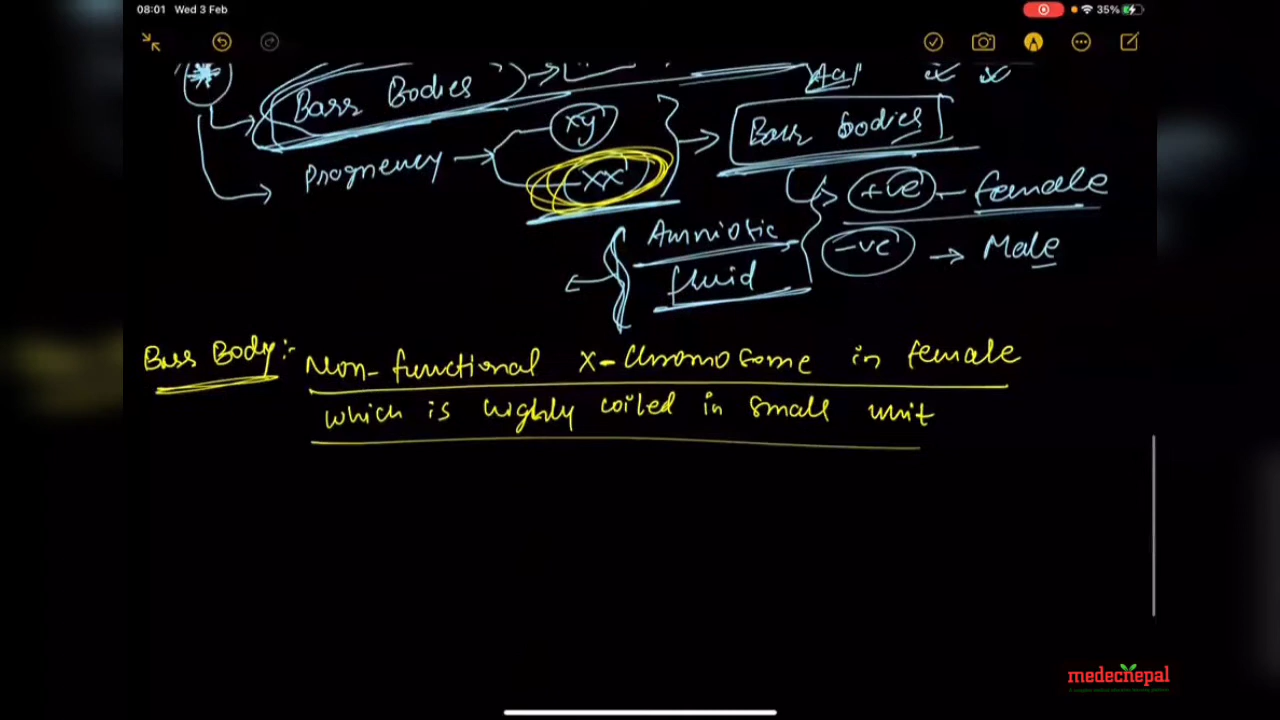 08:01 Wed 3 Feb
35%
Barr Bodies
Progneney
xy
xx
Barr bodies
+ve - female
-ve → Male
Amniotic
fluid
Barr Body:-
Non-functional X-Chromosome in female
which is highly coiled in small unit
medecnepal